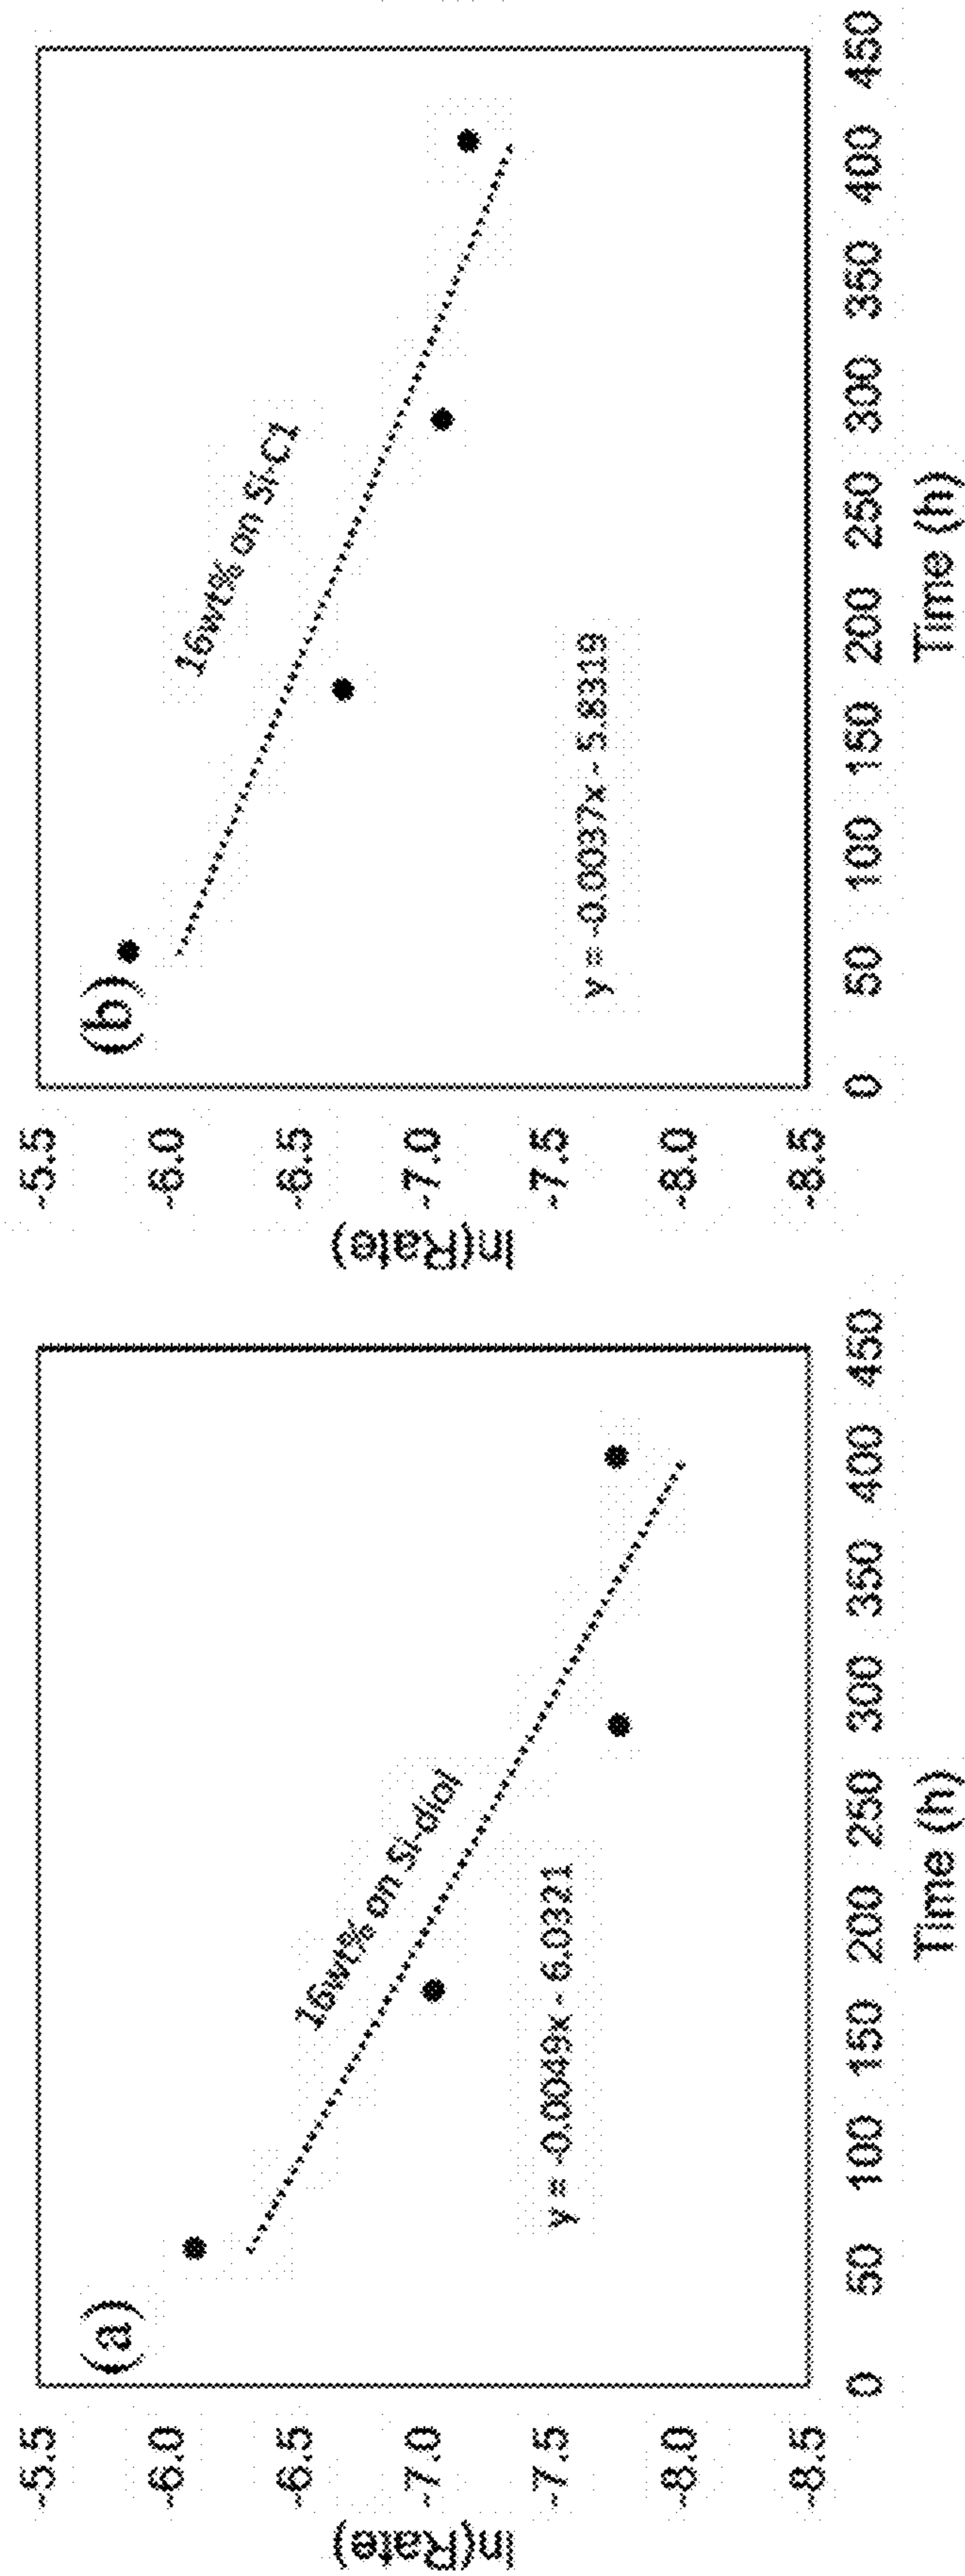 (a)
16wt% on Si-diol
y = -0.0049x - 6.0321
ln(Rate)
-5.5
-6.0
-6.5
-7.0
-7.5
-8.0
-8.5
0 50 100 150 200 250 300 350 400 450
Time (h)
(b)
16wt% on Si-C1
y = -0.0037x - 5.8319
ln(Rate)
-5.5
-6.0
-6.5
-7.0
-7.5
-8.0
-8.5
0 50 100 150 200 250 300 350 400 450
Time (h)